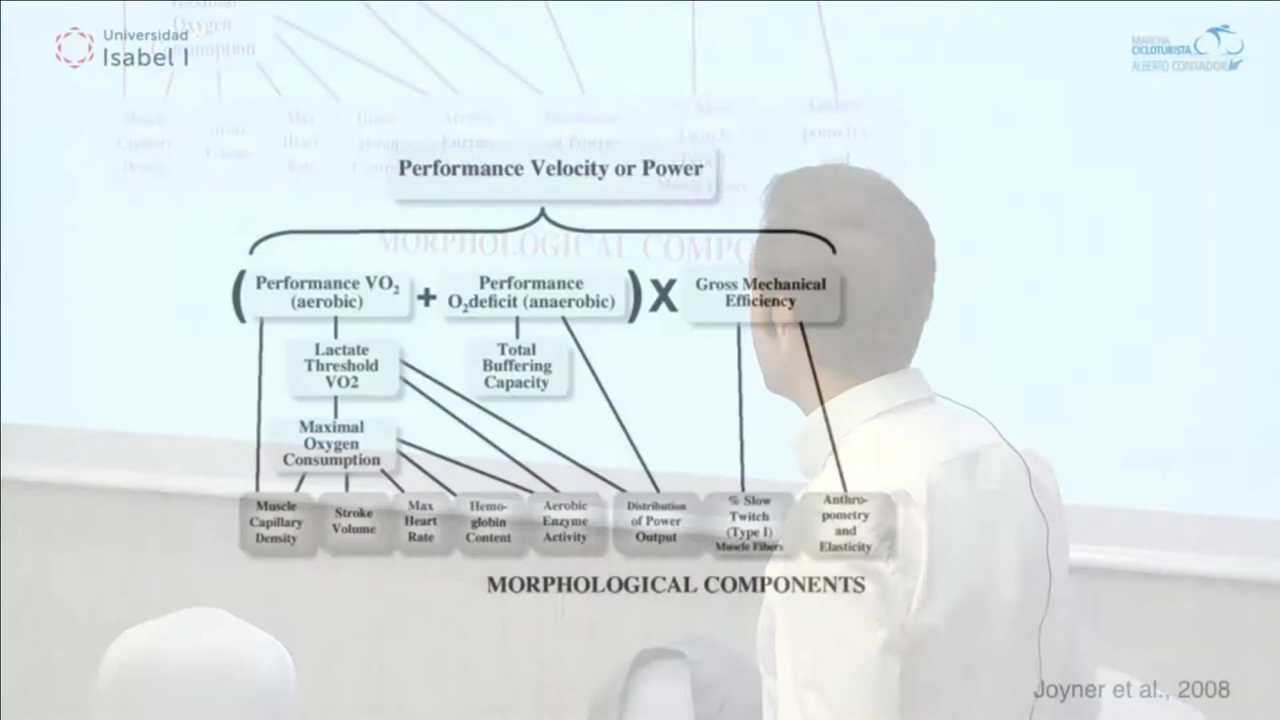 Universidad
Isabel I
MARCHA
CICLOTURISTA
ALBERTO CONTADOR
Oxygen
Consumption
Performance Velocity or Power
MORPHOLOGICAL COMPO
( Performance VO2
(aerobic)
+
Performance
O2deficit (anaerobic) )
X
Gross Mechanical
Efficiency
Lactate
Threshold
VO2
Total
Buffering
Capacity
Maximal
Oxygen
Consumption
Muscle
Capillary
Density
Stroke
Volume
Max
Heart
Rate
Hemo-
globin
Content
Aerobic
Enzyme
Activity
Distribution
of Power
Output
% Slow
Twitch
(Type I)
Muscle Fibers
Anthro-
pometry
and
Elasticity
MORPHOLOGICAL COMPONENTS
Joyner et al., 2008